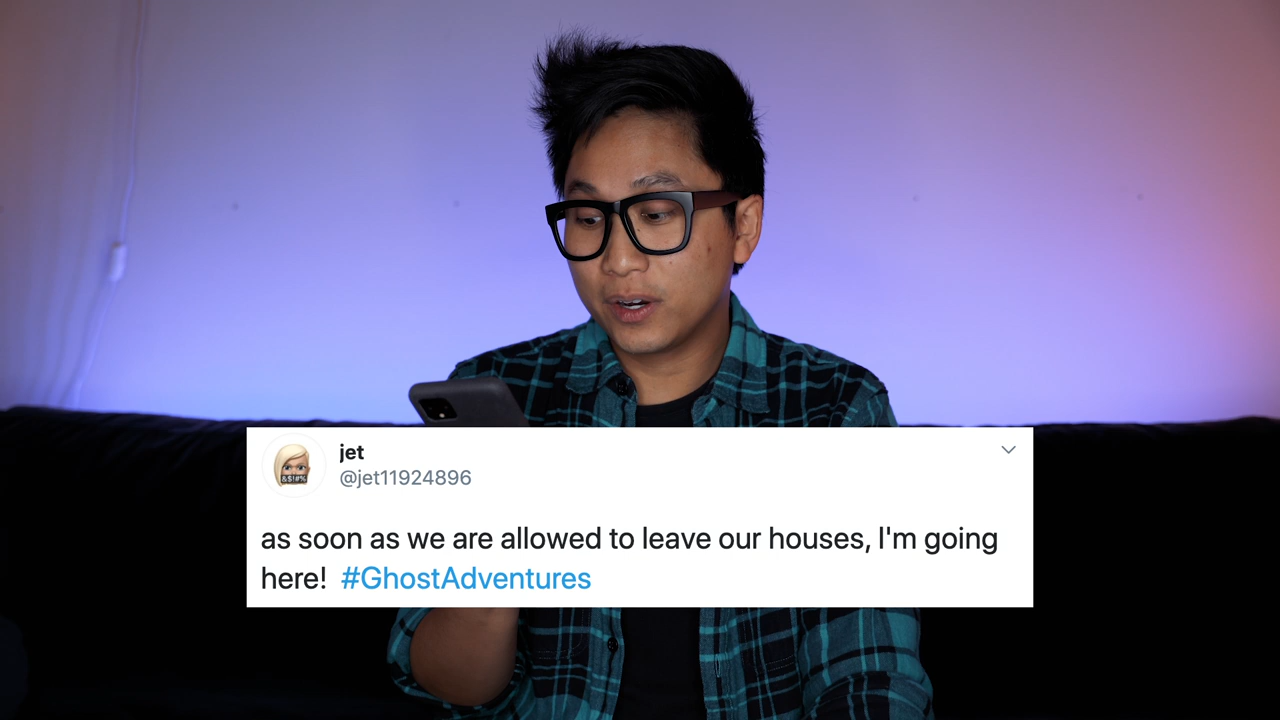 jet
@jet11924896
&$!#%
as soon as we are allowed to leave our houses, I'm going
here! #GhostAdventures